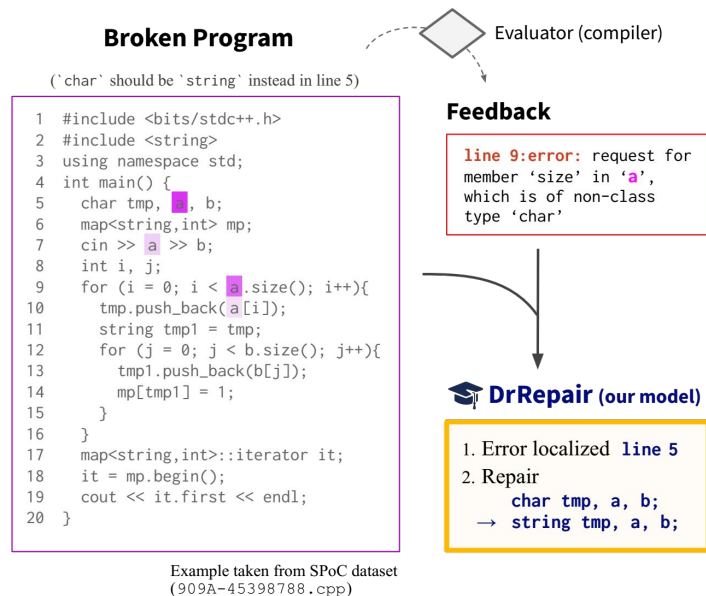 Broken Program
(`char` should be `string` instead in line 5)
1 #include <bits/stdc++.h>
2 #include <string>
3 using namespace std;
4 int main() {
5 char tmp, a, b;
6 map<string,int> mp;
7 cin >> a >> b;
8 int i, j;
9 for (i = 0; i < a.size(); i++){
10 tmp.push_back(a[i]);
11 string tmp1 = tmp;
12 for (j = 0; j < b.size(); j++){
13 tmp1.push_back(b[j]);
14 mp[tmp1] = 1;
15 }
16 }
17 map<string,int>::iterator it;
18 it = mp.begin();
19 cout << it.first << endl;
20 }
Example taken from SPoC dataset
(909A-45398788.cpp)
Evaluator (compiler)
Feedback
line 9:error: request for
member ‘size’ in ‘a’,
which is of non-class
type ‘char’
DrRepair (our model)
1. Error localized line 5
2. Repair
char tmp, a, b;
→ string tmp, a, b;